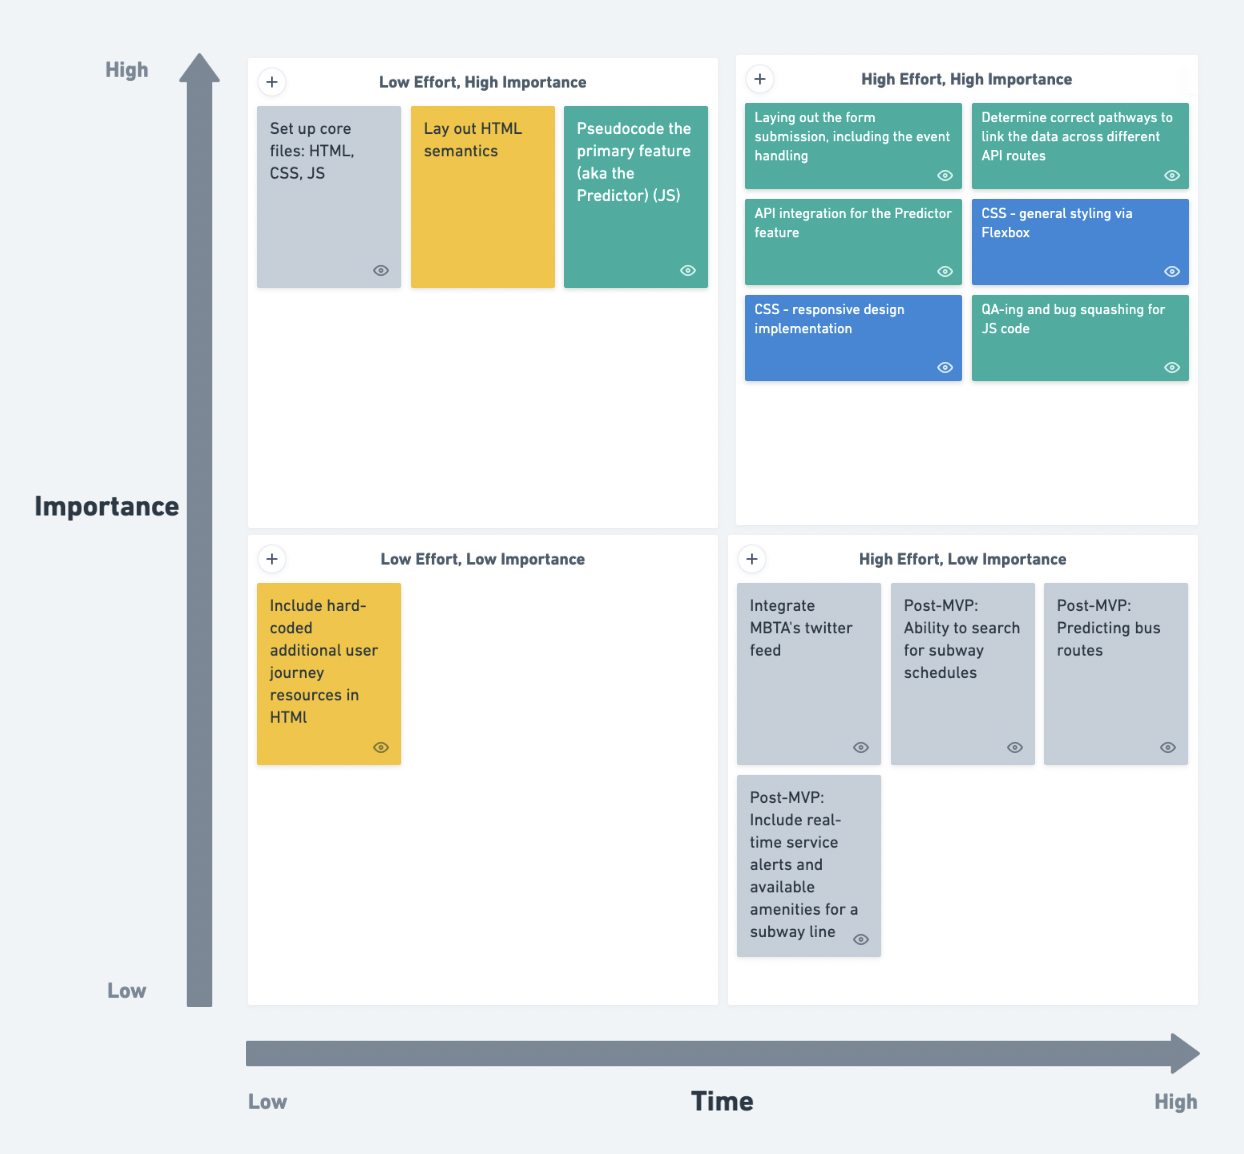 High
Low Effort, High Importance
Set up core
files: HTML,
CSS, JS
Lay out HTML
semantics
Pseudocode the
primary feature
(aka the
Predictor) (JS)
High Effort, High Importance
Laying out the form
submission, including the event
handling
Determine correct pathways to
link the data across different
API routes
API integration for the Predictor
feature
CSS - general styling via
Flexbox
CSS - responsive design
implementation
QA-ing and bug squashing for
JS code
Importance
Low Effort, Low Importance
Include hard-
coded
additional user
journey
resources in
HTMl
High Effort, Low Importance
Integrate
MBTA's twitter
feed
Post-MVP:
Ability to search
for subway
schedules
Post-MVP:
Predicting bus
routes
Post-MVP:
Include real-
time service
alerts and
available
amenities for a
subway line
Low
Low
Time
High